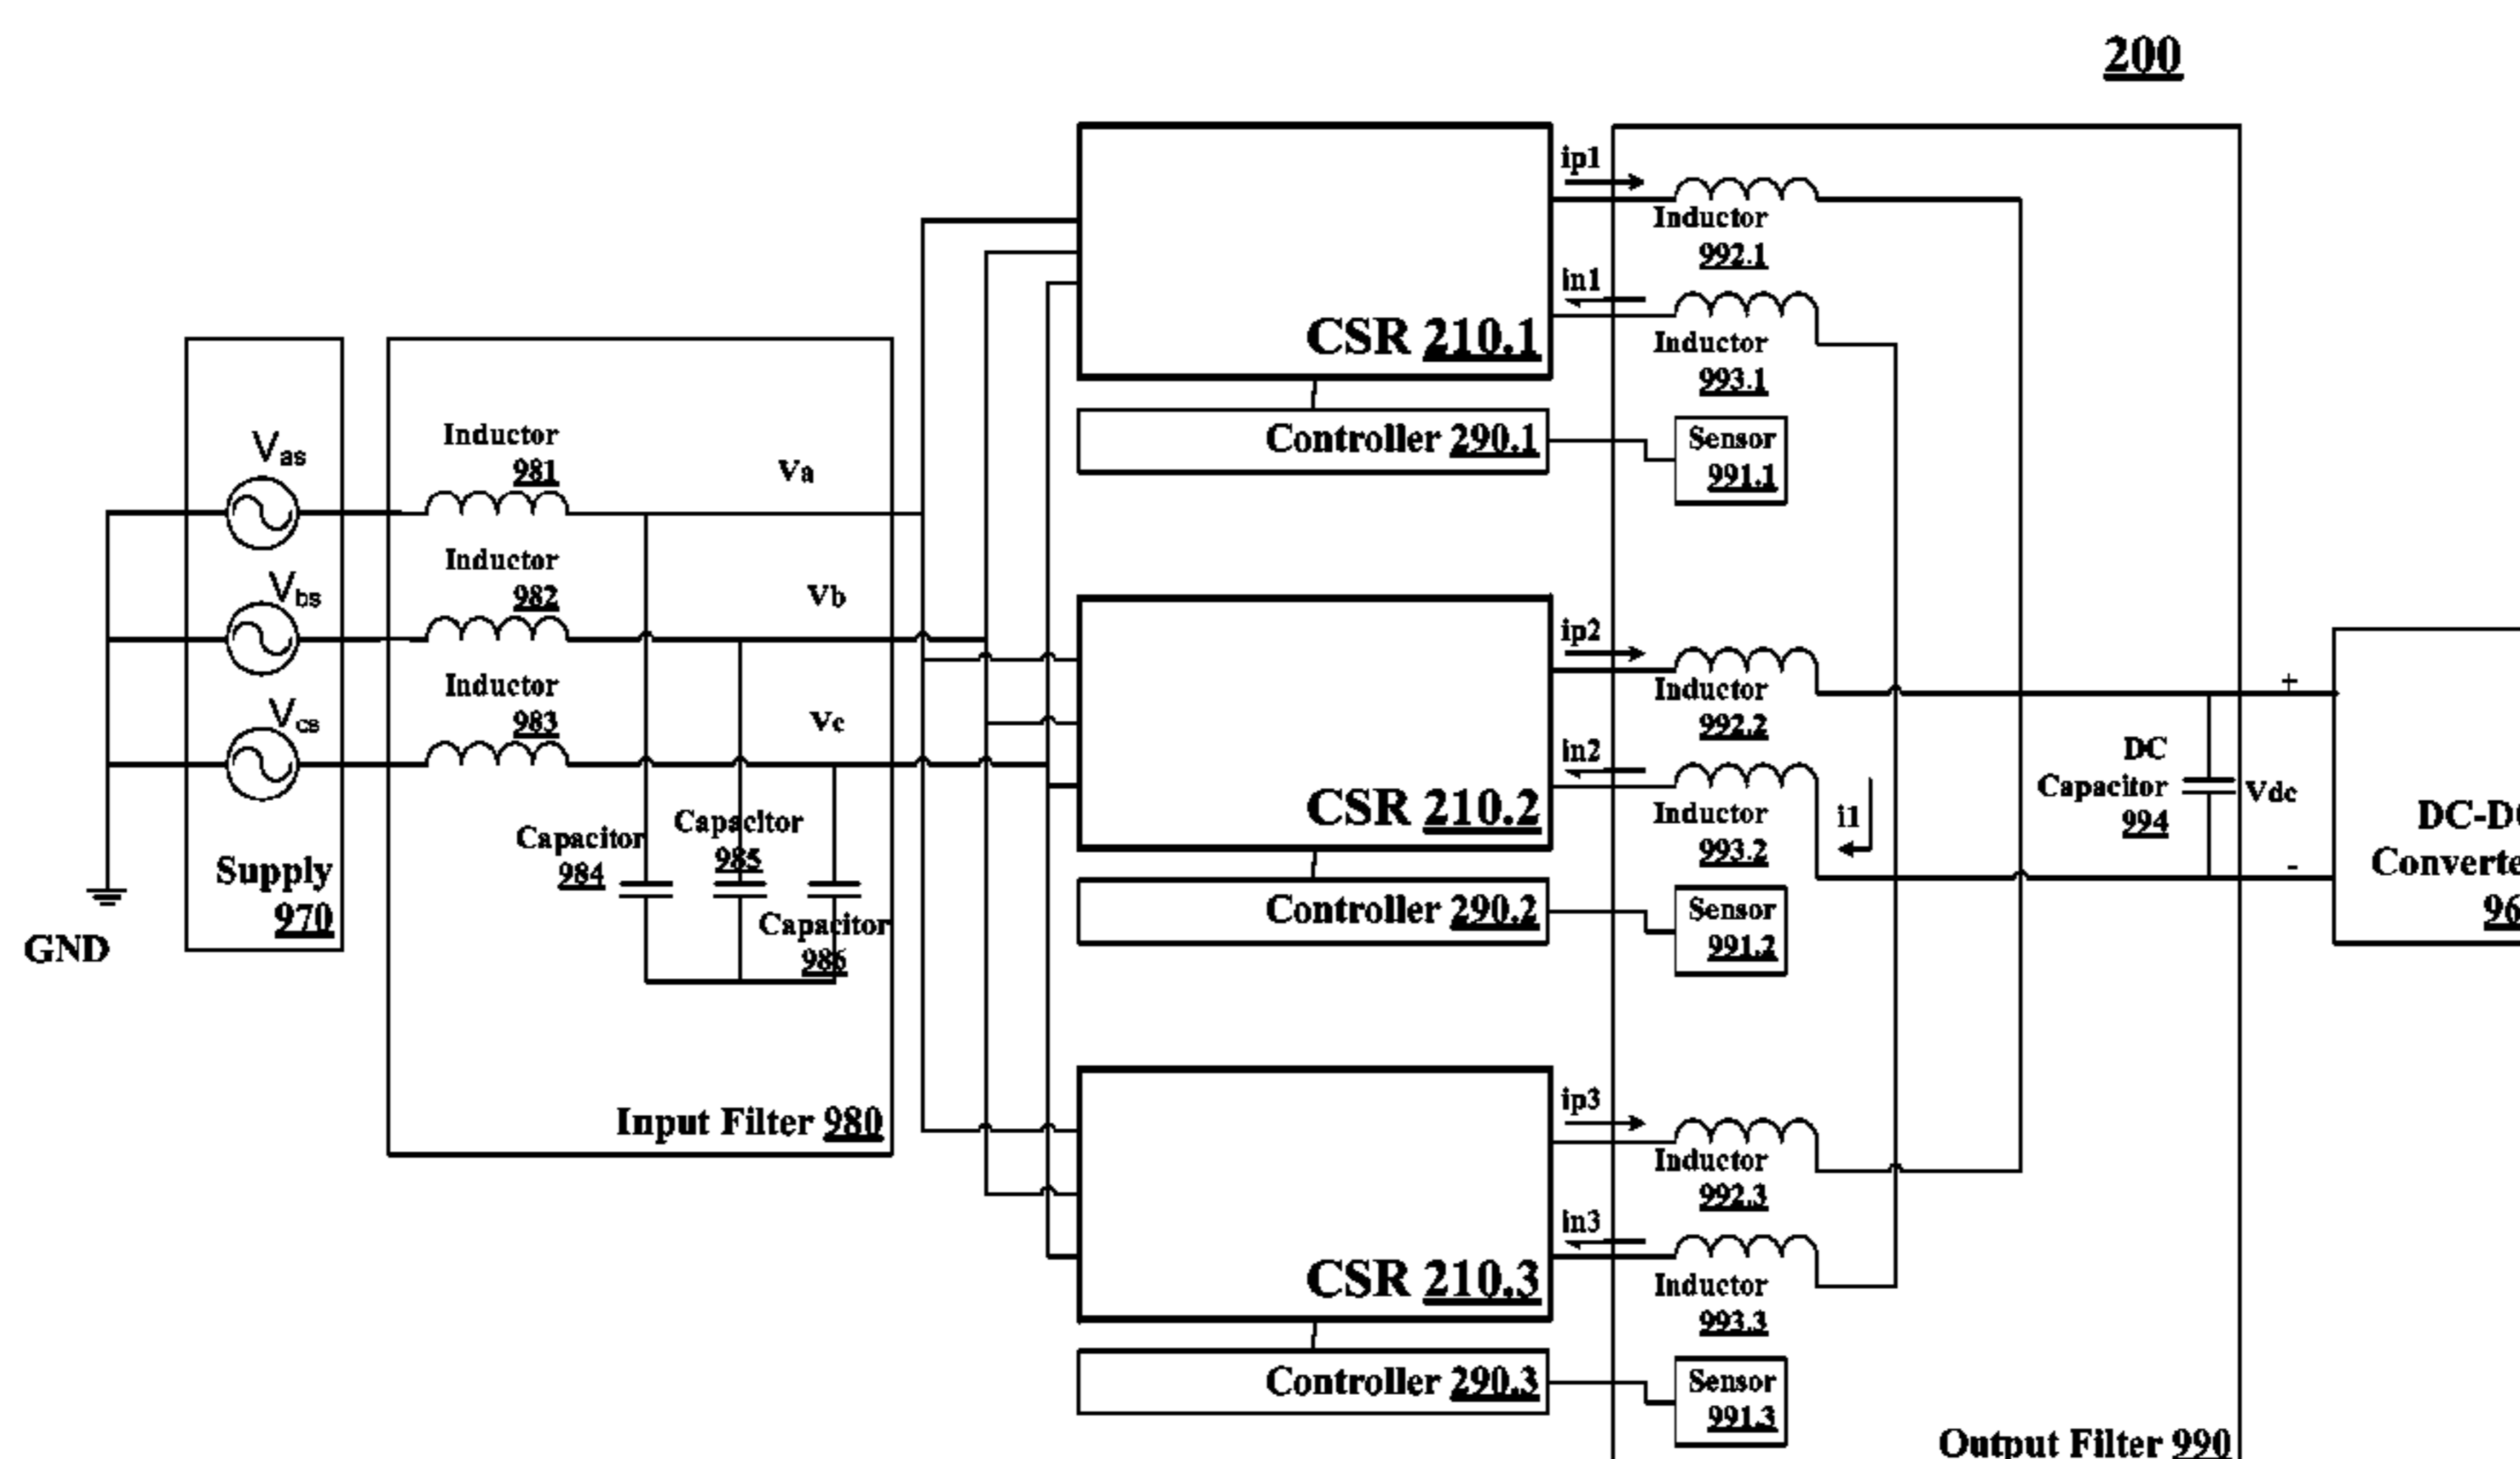 200
ip1
Inductor
992.1
in1
Inductor
993.1
CSR 210.1
Controller 290.1
Sensor
991.1
Vas
Inductor
981
Va
Vbs
Inductor
982
Vb
Vcs
Inductor
983
Vc
Capacitor
984
Capacitor
985
Capacitor
986
Supply
970
GND
Input Filter 980
ip2
Inductor
992.2
in2
Inductor
993.2
CSR 210.2
Controller 290.2
Sensor
991.2
i1
+
DC
Capacitor
994
Vdc
-
DC-DC
Converte
96
ip3
Inductor
992.3
in3
Inductor
993.3
CSR 210.3
Controller 290.3
Sensor
991.3
Output Filter 990